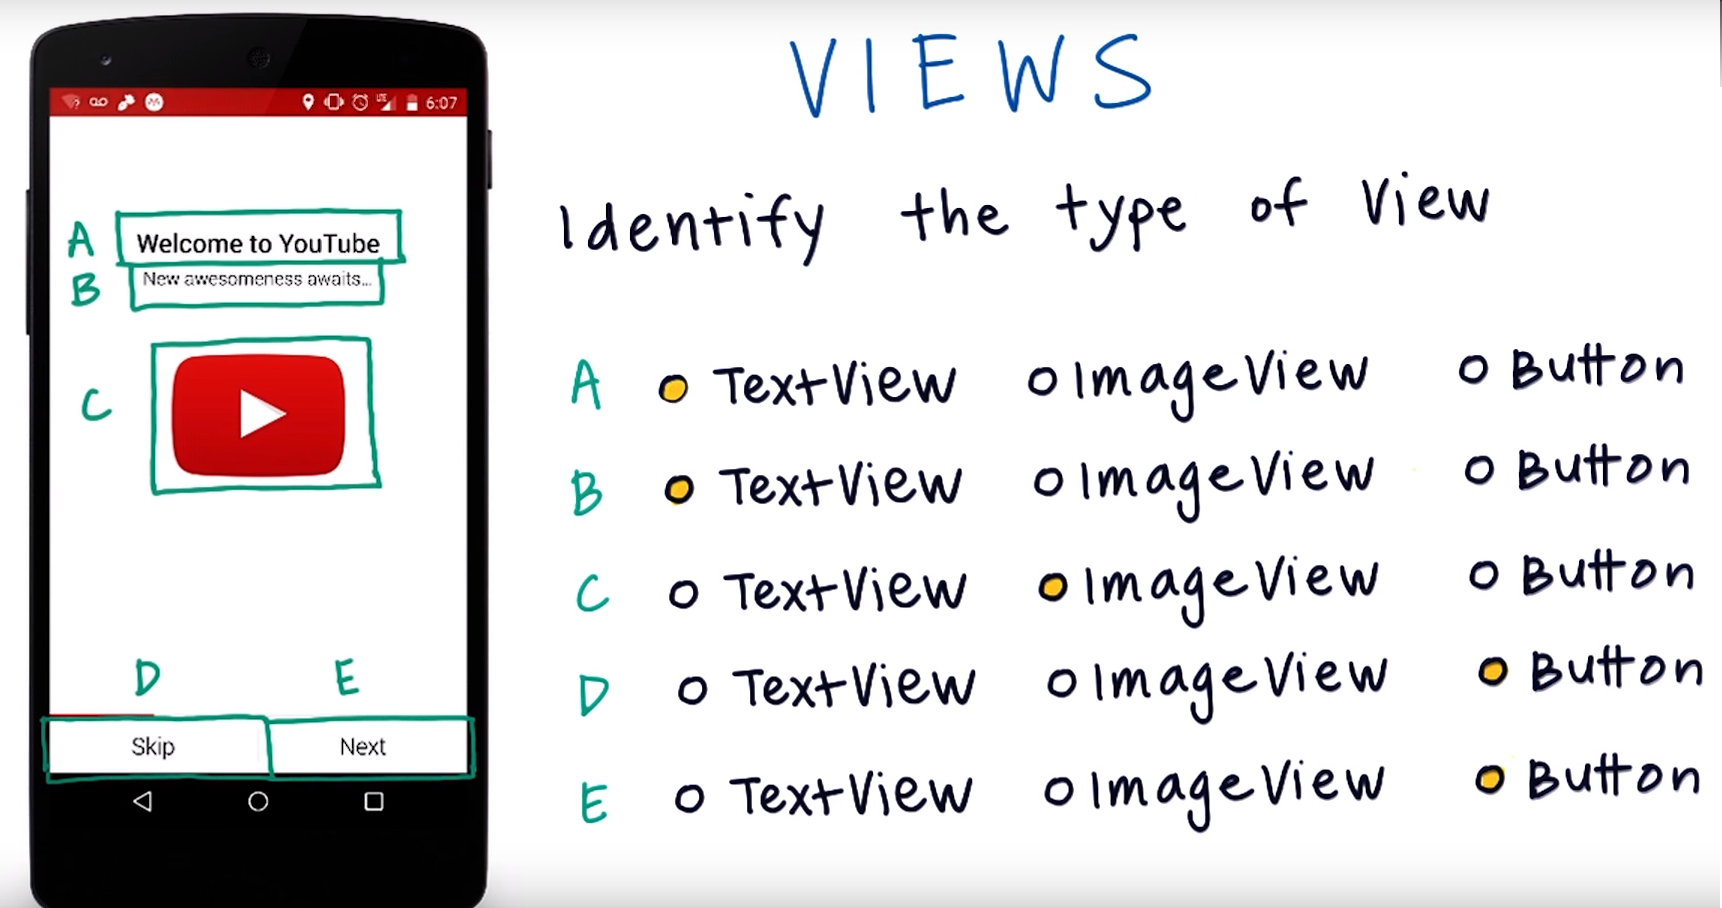 VIEWS
Identify the type of View
6:07
A Welcome to YouTube
B New awesomeness awaits...
C
D E
Skip Next
A TextView ImageView Button
B TextView ImageView Button
C TextView ImageView Button
D TextView ImageView Button
E TextView ImageView Button